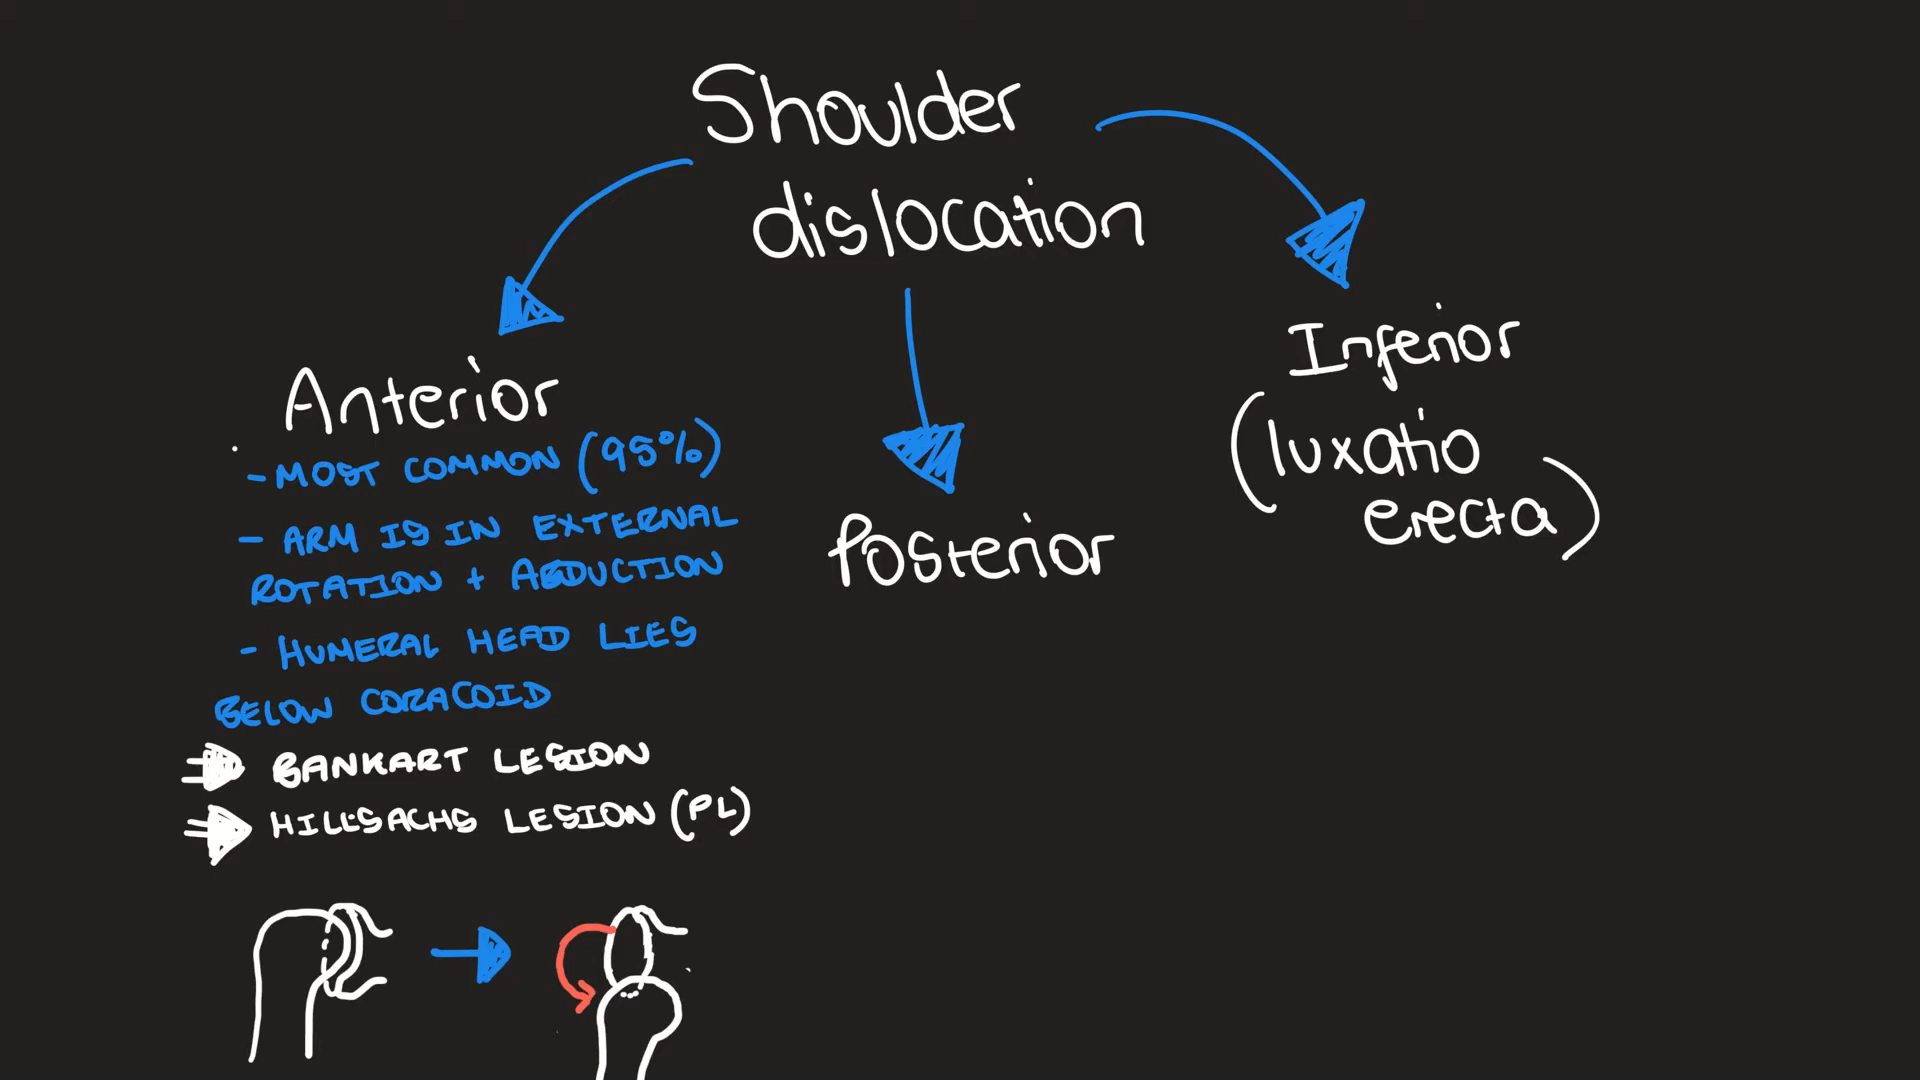 Shoulder
dislocation
Anterior
- MOST COMMON (95%)
- ARM IS IN EXTERNAL
ROTATION + ABDUCTION
- HUMERAL HEAD LIES
BELOW CORACOID
BANKART LESION
HILLSACHS LESION (PL)
Posterior
Inferior
(luxatio
erecta)